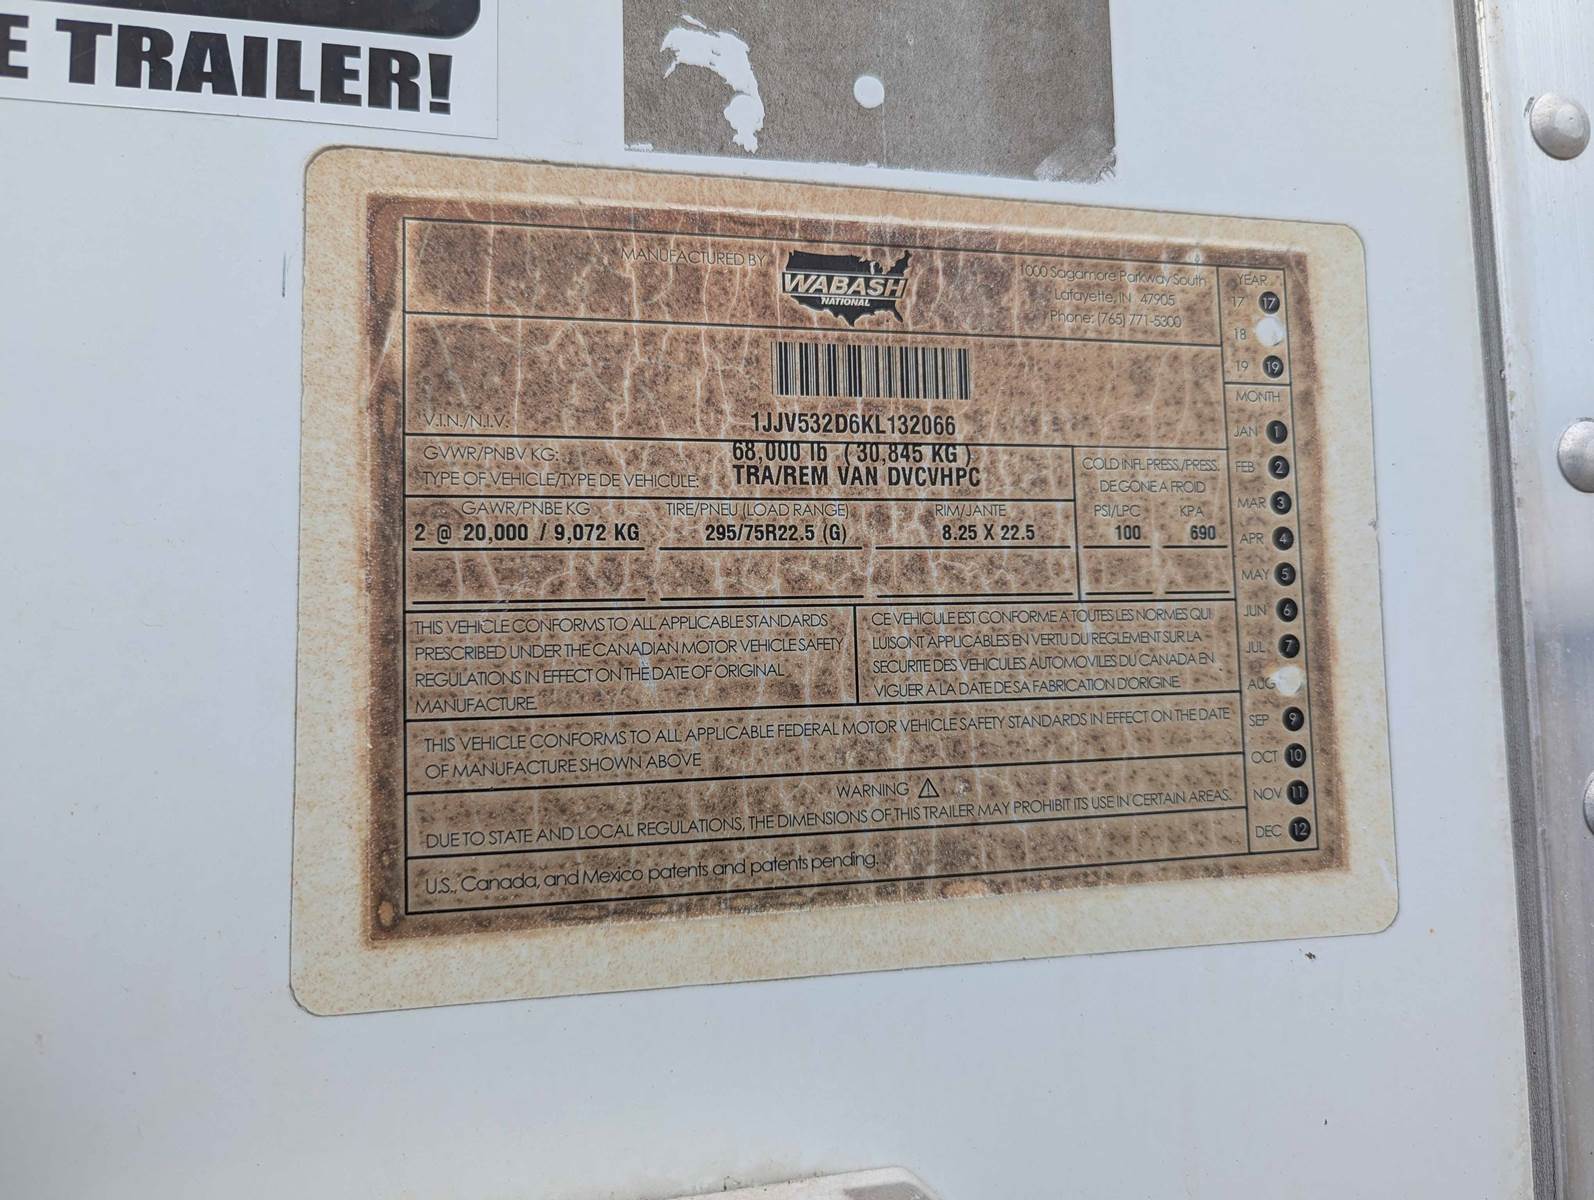 E TRAILER!
MANUFACTURED BY
WABASH
NATIONAL
1000 Sagamore Parkway South
Lafayette, IN 47905
Phone: (765) 771-5300
YEAR
17 17
18
19 19
V.I.N./N.I.V.
1JJV532D6KL132066
GVWR/PNBV KG: 68,000 lb (30,845 KG)
TYPE OF VEHICLE/TYPE DE VEHICULE: TRA/REM VAN DVCVHPC
COLD INFL PRESS./PRESS.
DE GONE A FROID
GAWR/PNBE KG TIRE/PNEU (LOAD RANGE) RIM/JANTE PSI/LPC KPA
2 @ 20,000 / 9,072 KG 295/75R22.5 (G) 8.25 X 22.5 100 690
THIS VEHICLE CONFORMS TO ALL APPLICABLE STANDARDS
PRESCRIBED UNDER THE CANADIAN MOTOR VEHICLE SAFETY
REGULATIONS IN EFFECT ON THE DATE OF ORIGINAL
MANUFACTURE.
CE VEHICULE EST CONFORME A TOUTES LES NORMES QUI
LUISONT APPLICABLES EN VERTU DU REGLEMENT SUR LA
SECURITE DES VEHICULES AUTOMOVILES DU CANADA EN
VIGUER A LA DATE DE SA FABRICATION D'ORIGINE.
THIS VEHICLE CONFORMS TO ALL APPLICABLE FEDERAL MOTOR VEHICLE SAFETY STANDARDS IN EFFECT ON THE DATE
OF MANUFACTURE SHOWN ABOVE
WARNING
DUE TO STATE AND LOCAL REGULATIONS, THE DIMENSIONS OF THIS TRAILER MAY PROHIBIT ITS USE IN CERTAIN AREAS.
U.S., Canada, and Mexico patents and patents pending.
MONTH
JAN 1
FEB 2
MAR 3
APR 4
MAY 5
JUN 6
JUL 7
AUG
SEP 9
OCT 10
NOV 11
DEC 12